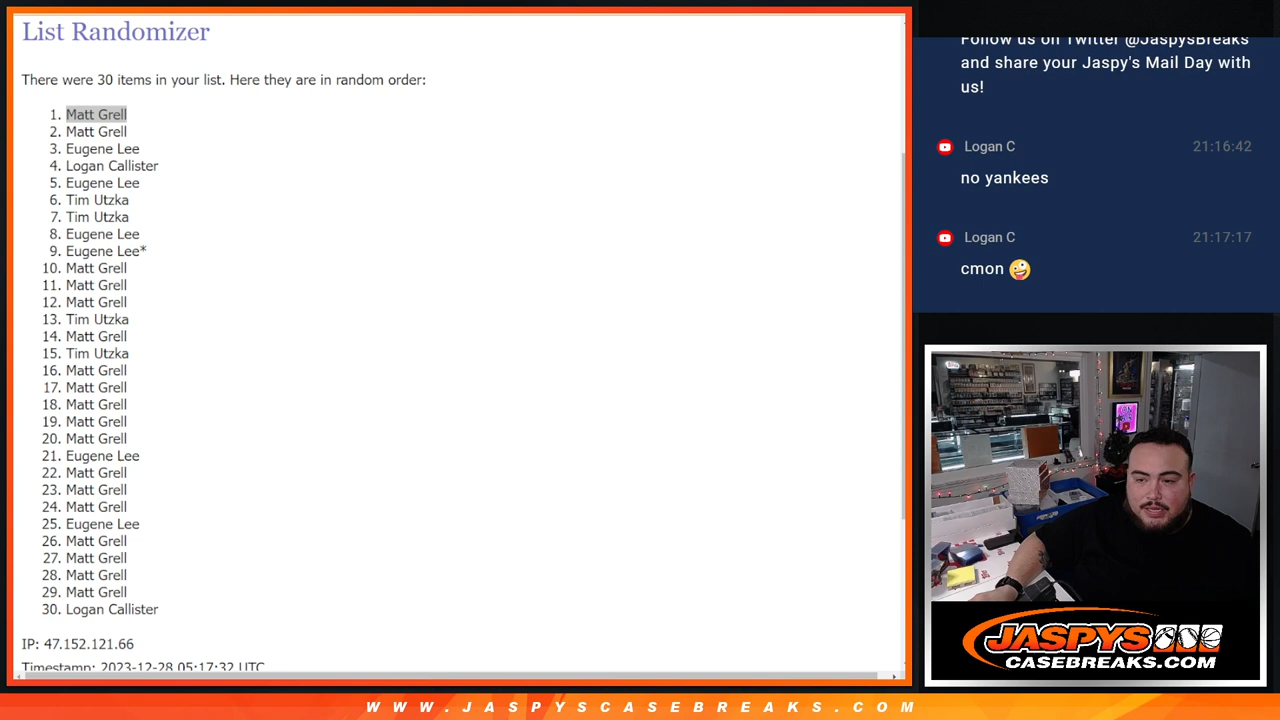 List Randomizer
There were 30 items in your list. Here they are in random order:
1. Matt Grell
2. Matt Grell
3. Eugene Lee
4. Logan Callister
5. Eugene Lee
6. Tim Utzka
7. Tim Utzka
8. Eugene Lee
9. Eugene Lee*
10. Matt Grell
11. Matt Grell
12. Matt Grell
13. Tim Utzka
14. Matt Grell
15. Tim Utzka
16. Matt Grell
17. Matt Grell
18. Matt Grell
19. Matt Grell
20. Matt Grell
21. Eugene Lee
22. Matt Grell
23. Matt Grell
24. Matt Grell
25. Eugene Lee
26. Matt Grell
27. Matt Grell
28. Matt Grell
29. Matt Grell
30. Logan Callister
IP: 47.152.121.66
Timestamp: 2023-12-28 05:17:32 UTC
Follow us on Twitter @JaspysBreaks
and share your Jaspy's Mail Day with
us!
Logan C 21:16:42
no yankees
Logan C 21:17:17
cmon 🤪
JASPYS
CASEBREAKS.COM
WWW.JASPYSCASEBREAKS.COM